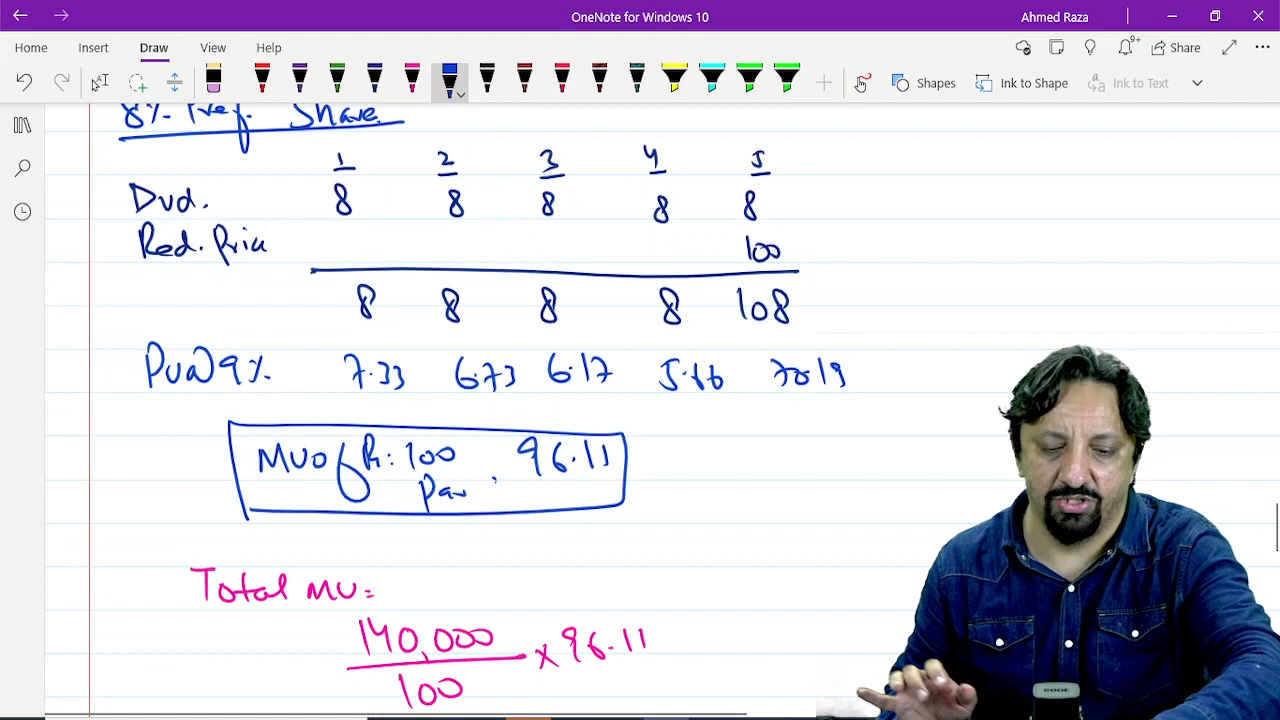 OneNote for Windows 10
Ahmed Raza
Home Insert Draw View Help
9+
Share
Shapes
Ink to Shape
Ink to Text
8% Pref. Share
1 2 3 4 5
Dvd. 8 8 8 8 8
Red. Price 100
8 8 8 8 108
PV@9% 7.33 6.73 6.17 5.66 70.19
MV of Pr: 100 96.11
Par
Total MV=
140,000 × 96.11
100